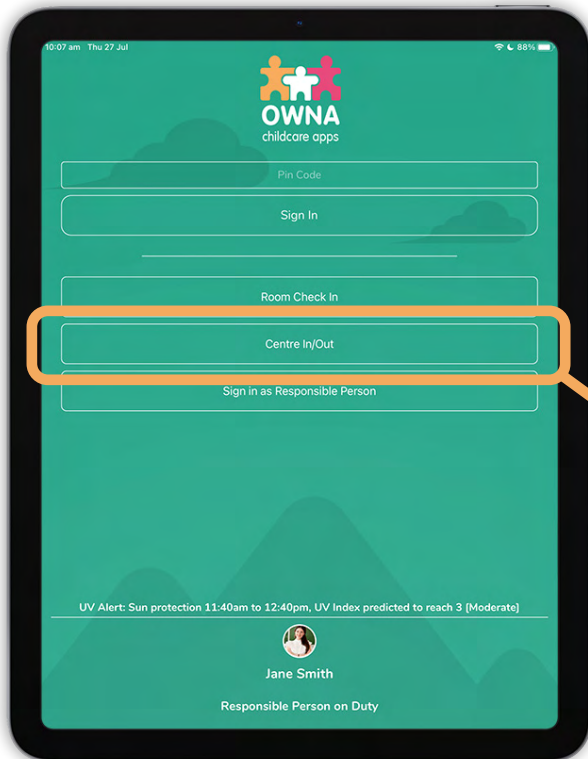 10:07 am Thu 27 Jul 88%
OWNA
childcare apps
Pin Code
Sign In
Room Check In
Centre In/Out
Sign in as Responsible Person
UV Alert: Sun protection 11:40am to 12:40pm, UV Index predicted to reach 3 [Moderate]
Jane Smith
Responsible Person on Duty